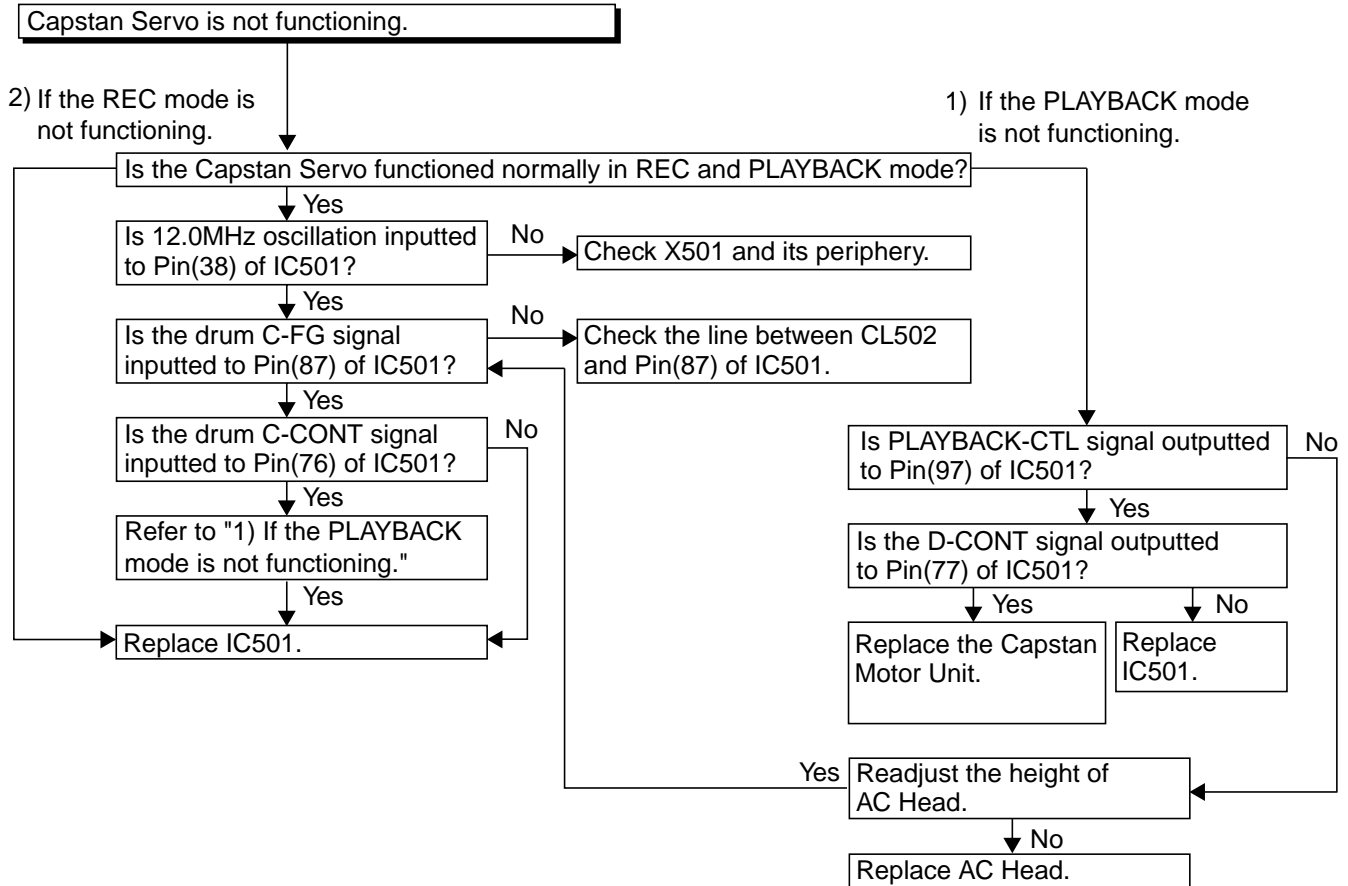 Capstan Servo is not functioning.
2) If the REC mode is
not functioning.
1) If the PLAYBACK mode
is not functioning.
Is the Capstan Servo functioned normally in REC and PLAYBACK mode?
Yes
Is 12.0MHz oscillation inputted
to Pin(38) of IC501?
No
Check X501 and its periphery.
Yes
Is the drum C-FG signal
inputted to Pin(87) of IC501?
No
Check the line between CL502
and Pin(87) of IC501.
Yes
Is the drum C-CONT signal
inputted to Pin(76) of IC501?
No
Yes
Refer to "1) If the PLAYBACK
mode is not functioning."
Yes
Replace IC501.
Is PLAYBACK-CTL signal outputted
to Pin(97) of IC501?
No
Yes
Is the D-CONT signal outputted
to Pin(77) of IC501?
Yes
No
Replace the Capstan
Motor Unit.
Replace
IC501.
Yes
Readjust the height of
AC Head.
No
Replace AC Head.